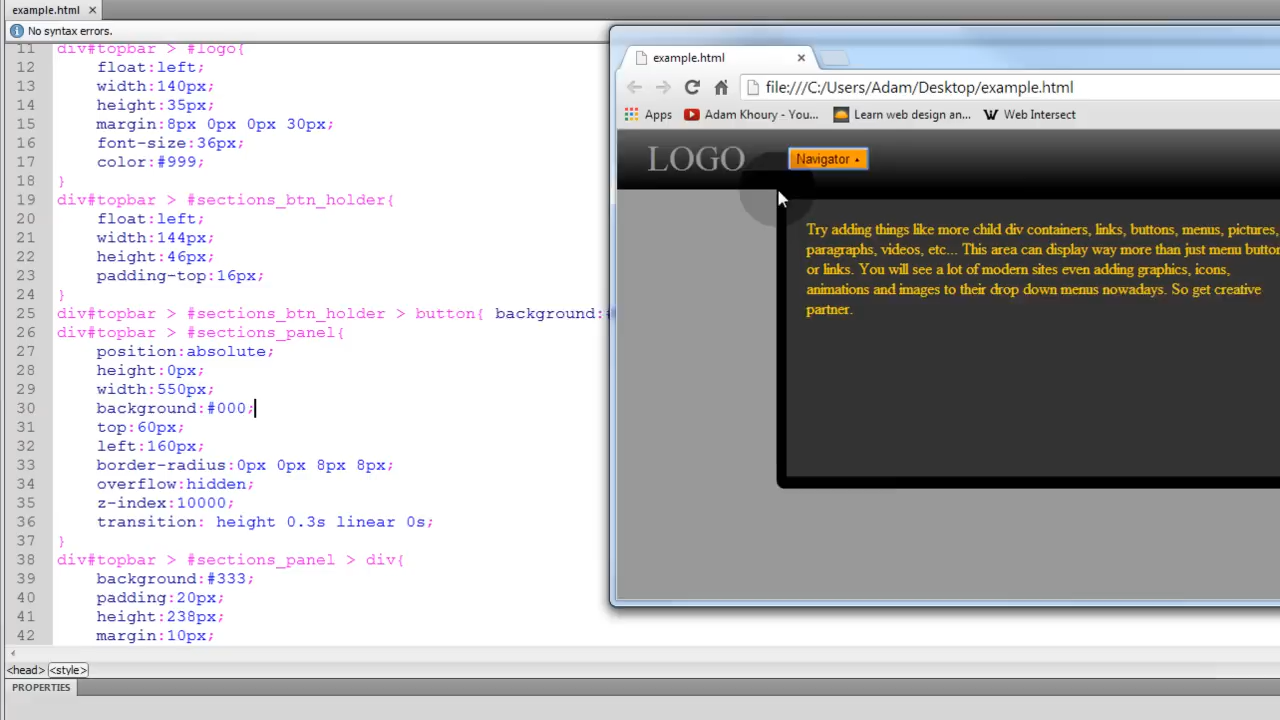 example.html
No syntax errors.
11 div#topbar > #logo{
12 float:left;
13 width:140px;
14 height:35px;
15 margin:8px 0px 0px 30px;
16 font-size:36px;
17 color:#999;
18 }
19 div#topbar > #sections_btn_holder{
20 float:left;
21 width:144px;
22 height:46px;
23 padding-top:16px;
24 }
25 div#topbar > #sections_btn_holder > button{ background:#
26 div#topbar > #sections_panel{
27 position:absolute;
28 height:0px;
29 width:550px;
30 background:#000;
31 top:60px;
32 left:160px;
33 border-radius:0px 0px 8px 8px;
34 overflow:hidden;
35 z-index:10000;
36 transition: height 0.3s linear 0s;
37 }
38 div#topbar > #sections_panel > div{
39 background:#333;
40 padding:20px;
41 height:238px;
42 margin:10px;
<head> <style>
PROPERTIES
example.html
file:///C:/Users/Adam/Desktop/example.html
Apps Adam Khoury - You... Learn web design an... Web Intersect
LOGO Navigator ▴
Try adding things like more child div containers, links, buttons, menus, pictures,
paragraphs, videos, etc... This area can display way more than just menu button
or links. You will see a lot of modern sites even adding graphics, icons,
animations and images to their drop down menus nowadays. So get creative
partner.